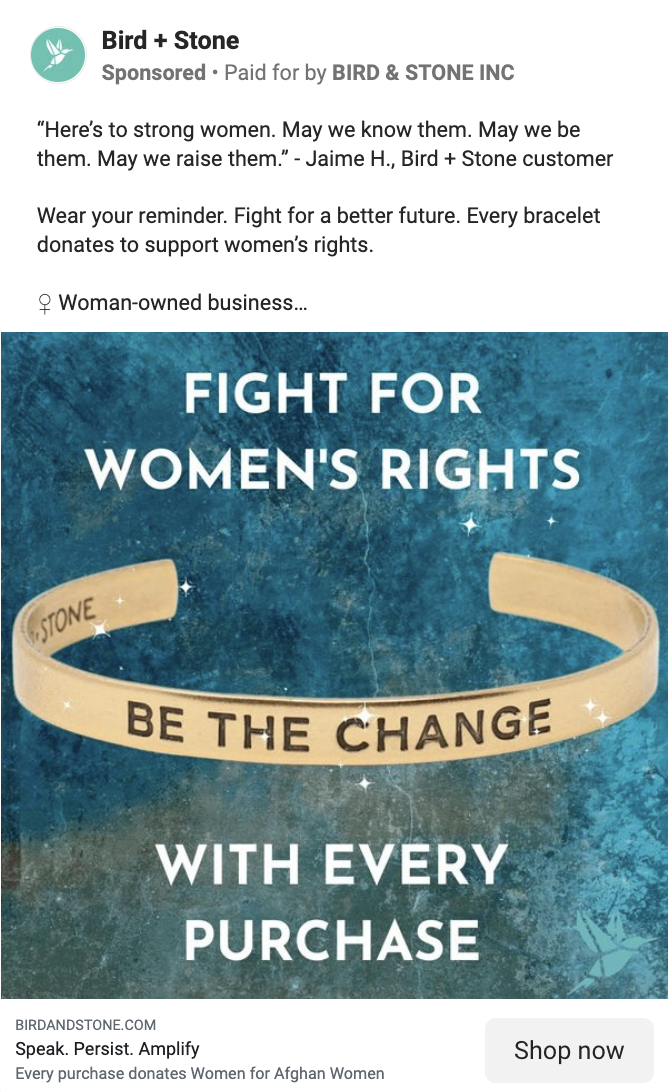 Bird + Stone
Sponsored • Paid for by BIRD & STONE INC
“Here’s to strong women. May we know them. May we be
them. May we raise them.” - Jaime H., Bird + Stone customer
Wear your reminder. Fight for a better future. Every bracelet
donates to support women’s rights.
♀ Woman-owned business...
FIGHT FOR
WOMEN'S RIGHTS
STONE
BE THE CHANGE
WITH EVERY
PURCHASE
BIRDANDSTONE.COM
Speak. Persist. Amplify
Every purchase donates Women for Afghan Women
Shop now